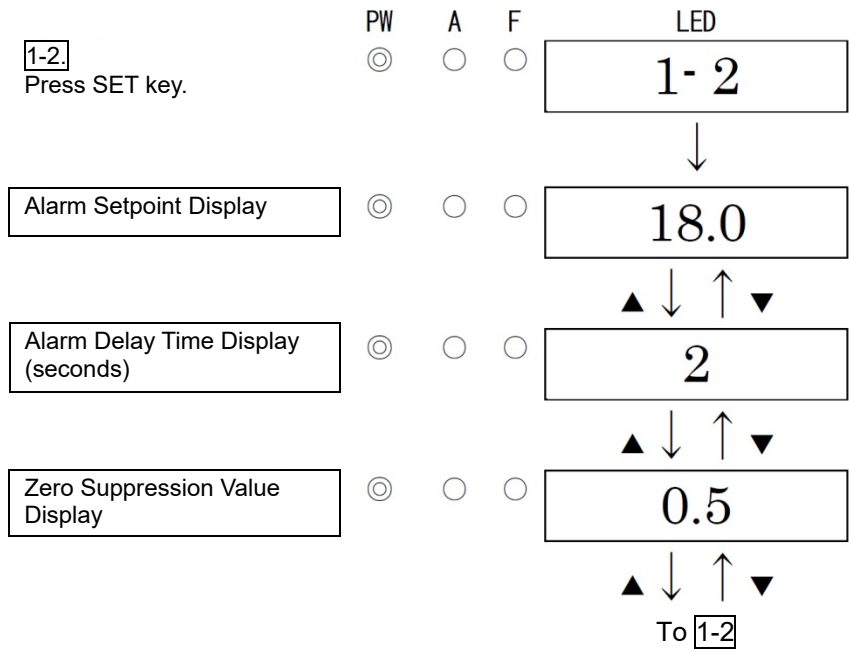 PW A F LED
1-2.
Press SET key.
1- 2
Alarm Setpoint Display
18.0
▲ ↓ ↑ ▼
Alarm Delay Time Display
(seconds)
2
▲ ↓ ↑ ▼
Zero Suppression Value
Display
0.5
▲ ↓ ↑ ▼
To 1-2